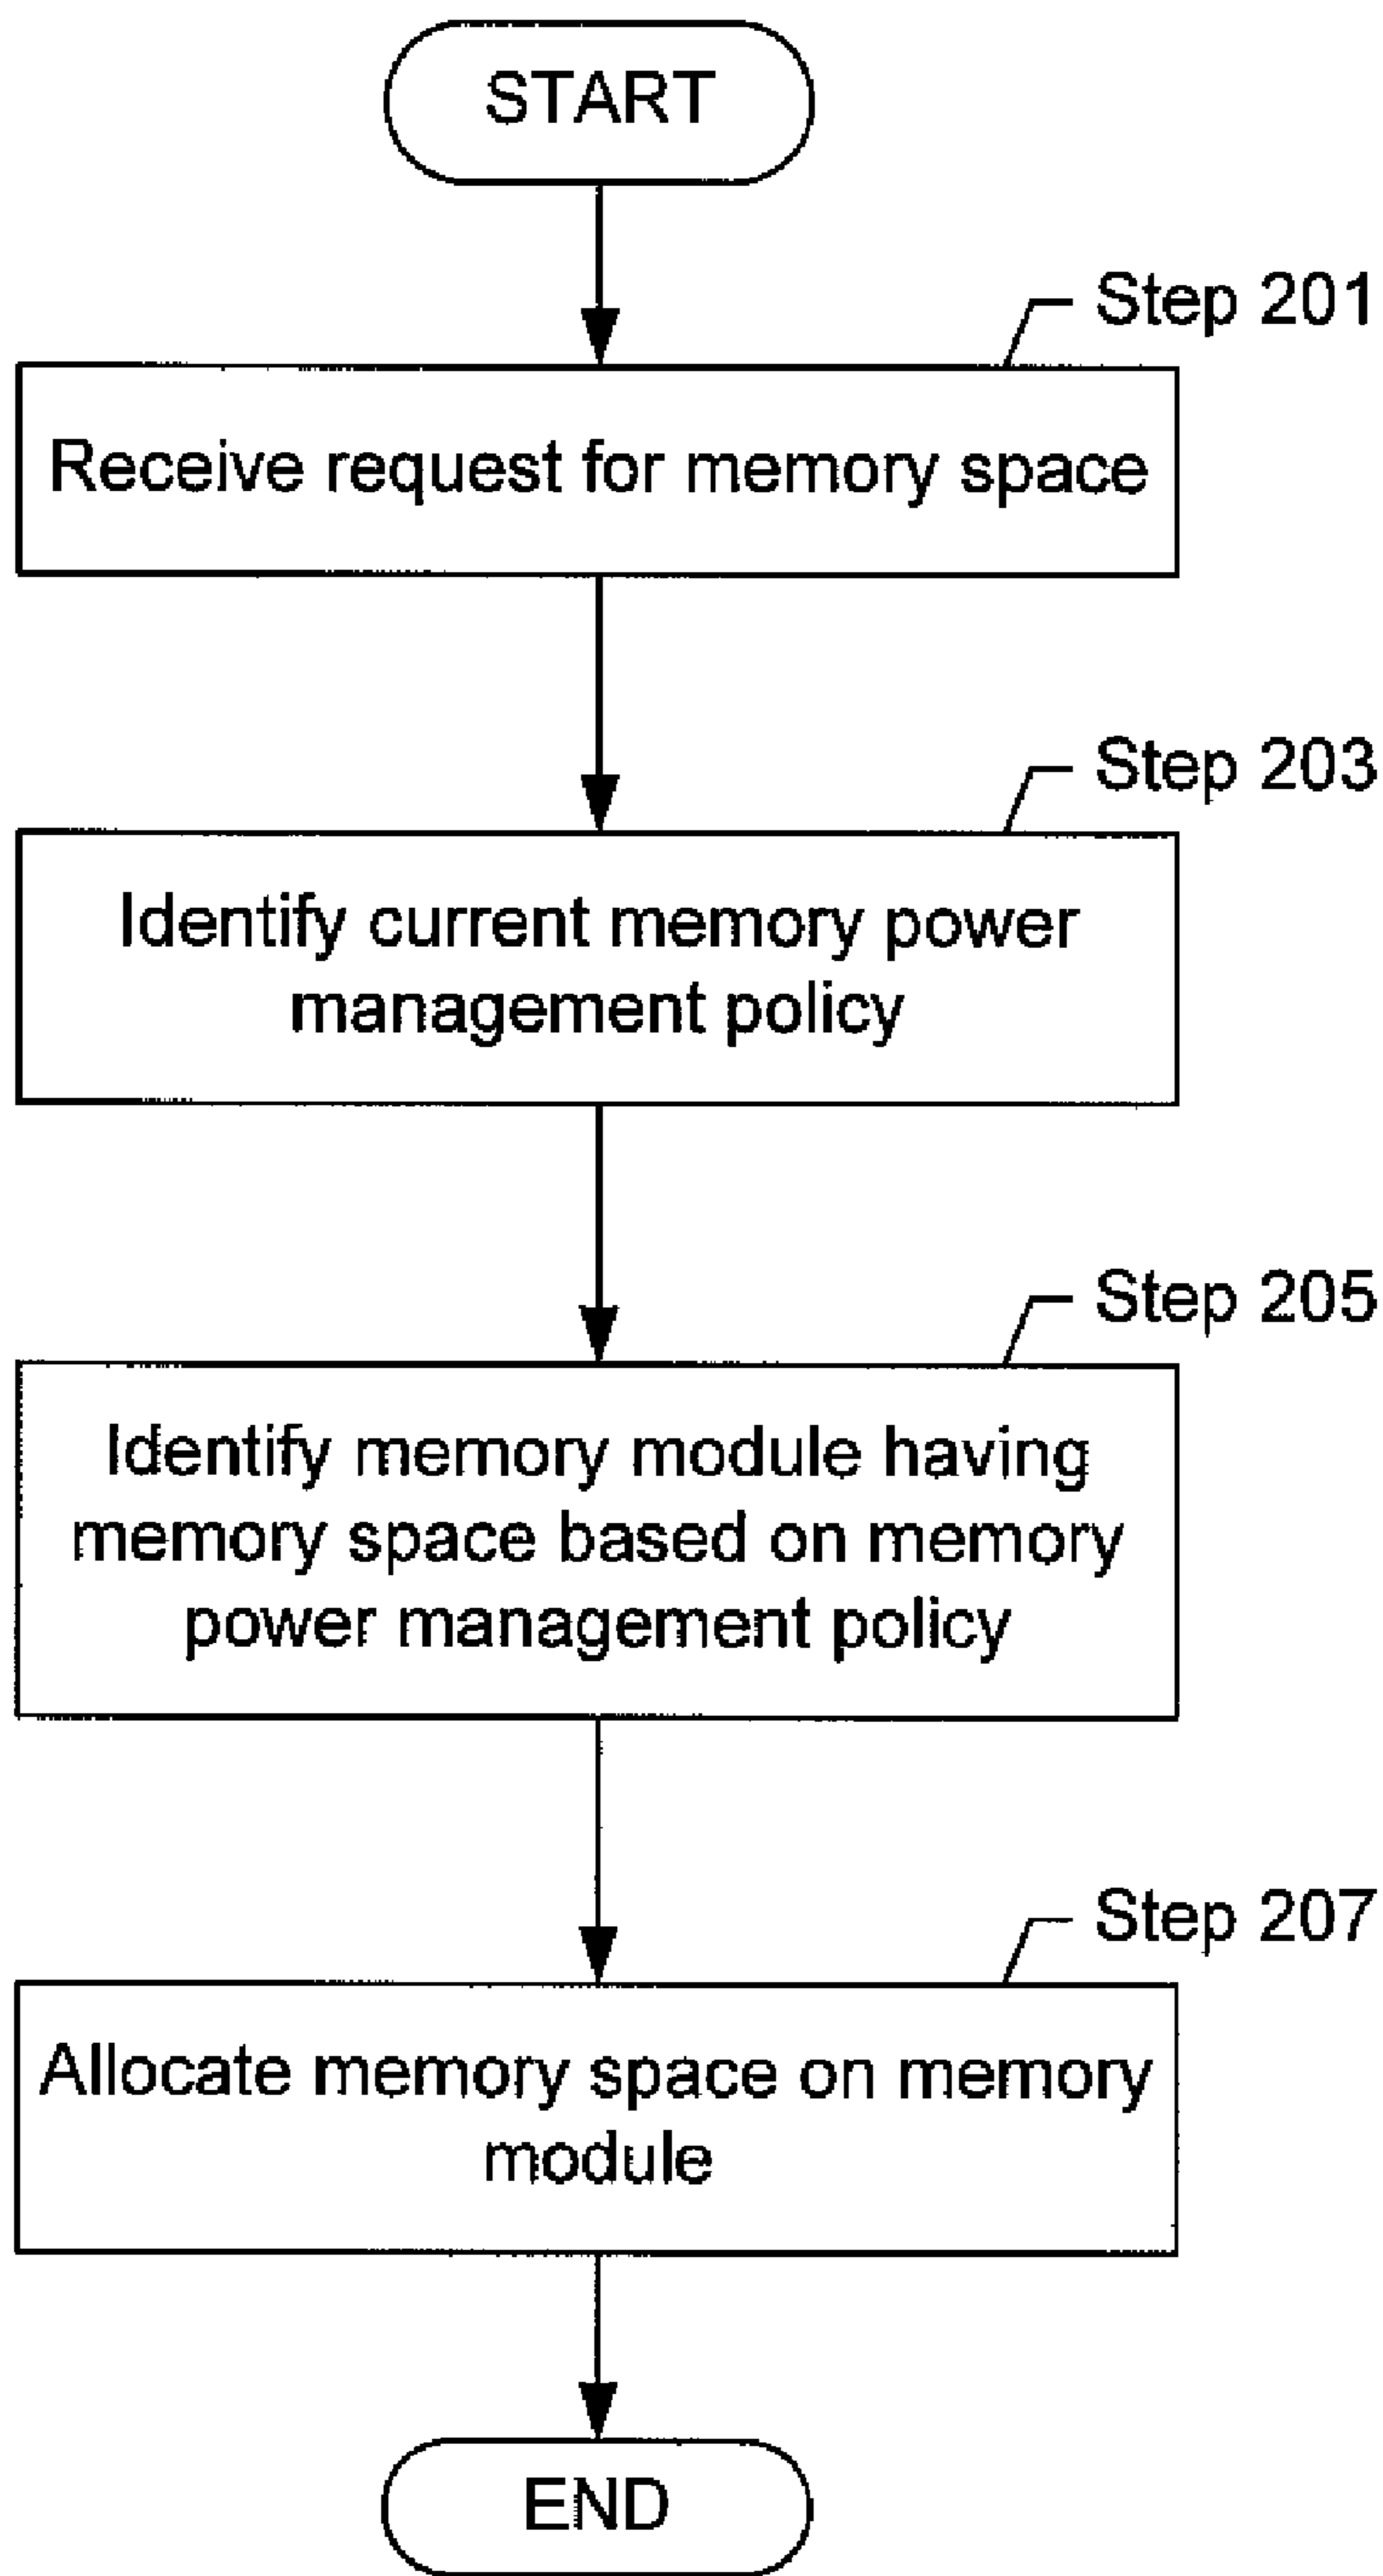 START
Step 201
Receive request for memory space
Step 203
Identify current memory power
management policy
Step 205
Identify memory module having
memory space based on memory
power management policy
Step 207
Allocate memory space on memory
module
END